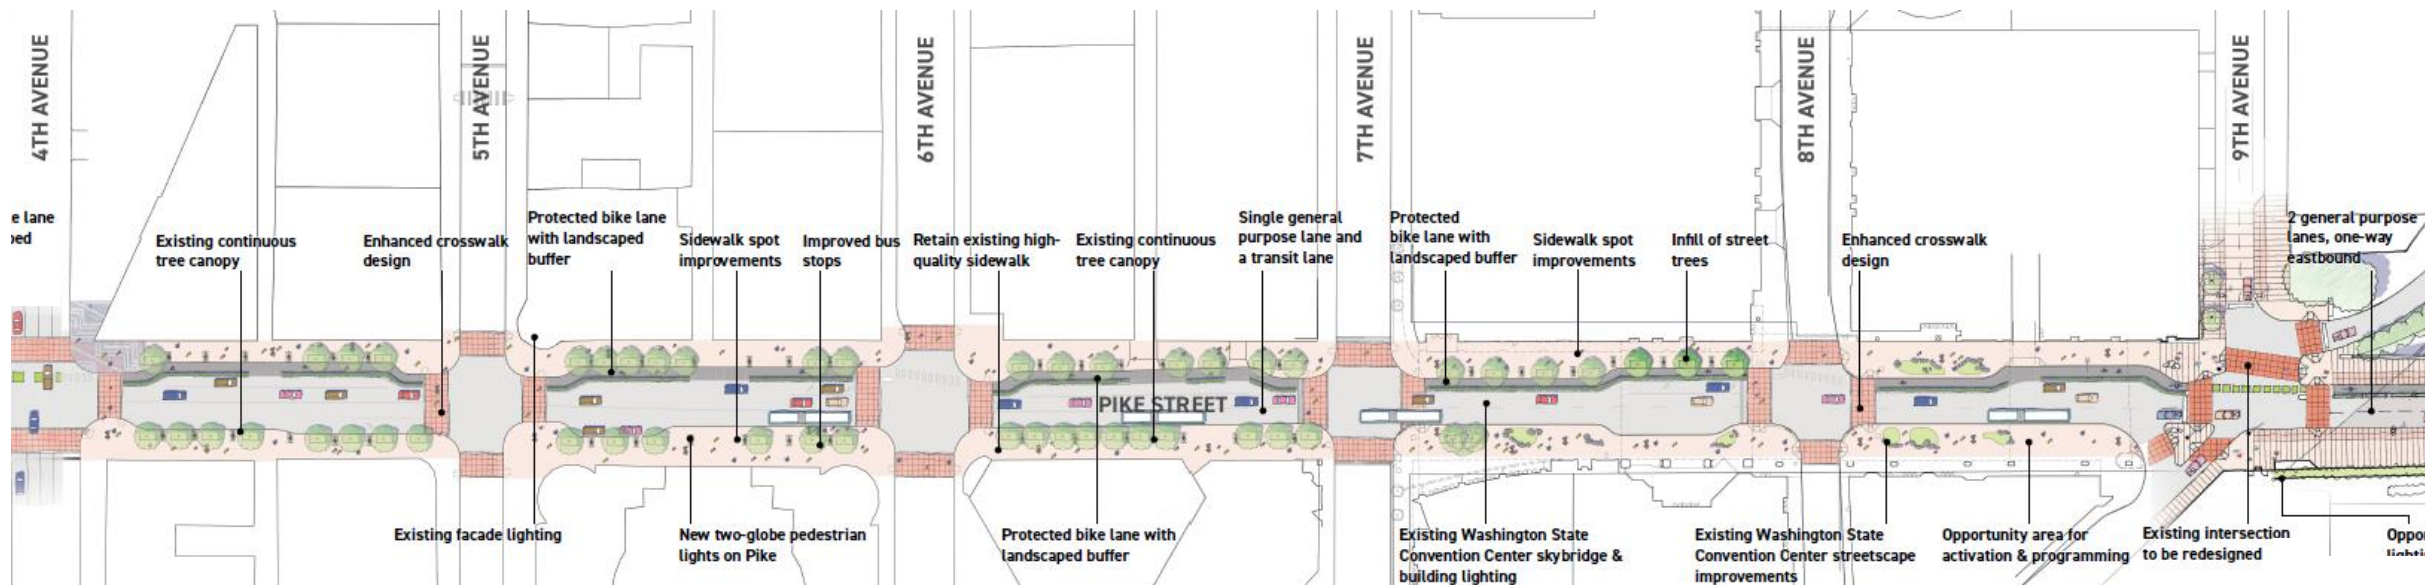 4TH AVENUE
5TH AVENUE
6TH AVENUE
7TH AVENUE
8TH AVENUE
9TH AVENUE
e lane
Existing continuous
tree canopy
Enhanced crosswalk
design
Protected bike lane
with landscaped
buffer
Sidewalk spot
improvements
Improved bus
stops
Retain existing high-
quality sidewalk
Existing continuous
tree canopy
Single general
purpose lane and
a transit lane
Protected
bike lane with
landscaped buffer
Sidewalk spot
improvements
Infill of street
trees
Enhanced crosswalk
design
2 general purpose
lanes, one-way
eastbound
PIKE STREET
Existing facade lighting
New two-globe pedestrian
lights on Pike
Protected bike lane with
landscaped buffer
Existing Washington State
Convention Center skybridge &
building lighting
Existing Washington State
Convention Center streetscape
improvements
Opportunity area for
activation & programming
Existing intersection
to be redesigned